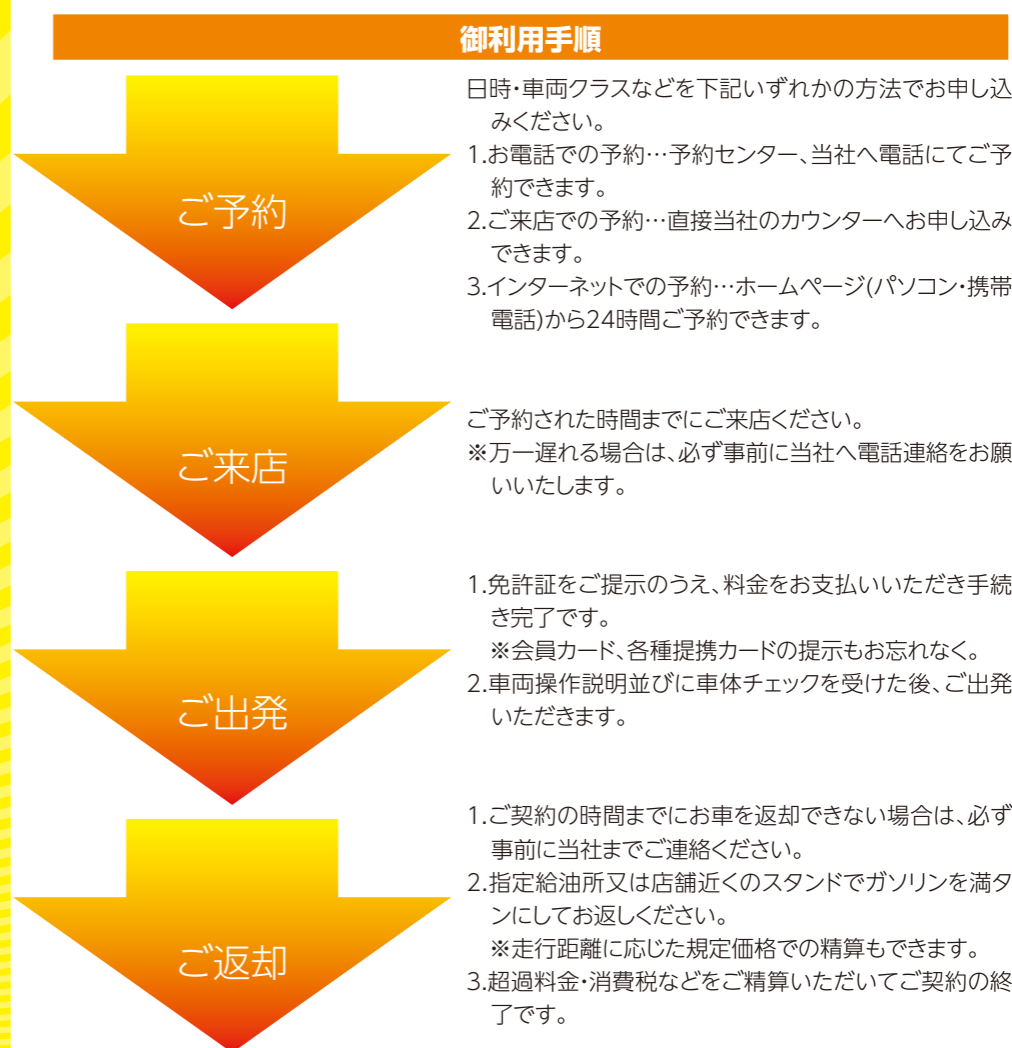 御利用手順
ご予約
日時・車両クラスなどを下記いずれかの方法でお申し込
みください。
1.お電話での予約…予約センター、当社へ電話にてご予
約できます。
2.ご来店での予約…直接当社のカウンターへお申し込み
できます。
3.インターネットでの予約…ホームページ(パソコン・携帯
電話)から24時間ご予約できます。
ご来店
ご予約された時間までにご来店ください。
※万一遅れる場合は、必ず事前に当社へ電話連絡をお願
いいたします。
ご出発
1.免許証をご提示のうえ、料金をお支払いいただき手続
き完了です。
※会員カード、各種提携カードの提示もお忘れなく。
2.車両操作説明並びに車体チェックを受けた後、ご出発
いただきます。
ご返却
1.ご契約の時間までにお車を返却できない場合は、必ず
事前に当社までご連絡ください。
2.指定給油所又は店舗近くのスタンドでガソリンを満タ
ンにしてお返しください。
※走行距離に応じた規定価格での精算もできます。
3.超過料金・消費税などをご精算いただいてご契約の終
了です。